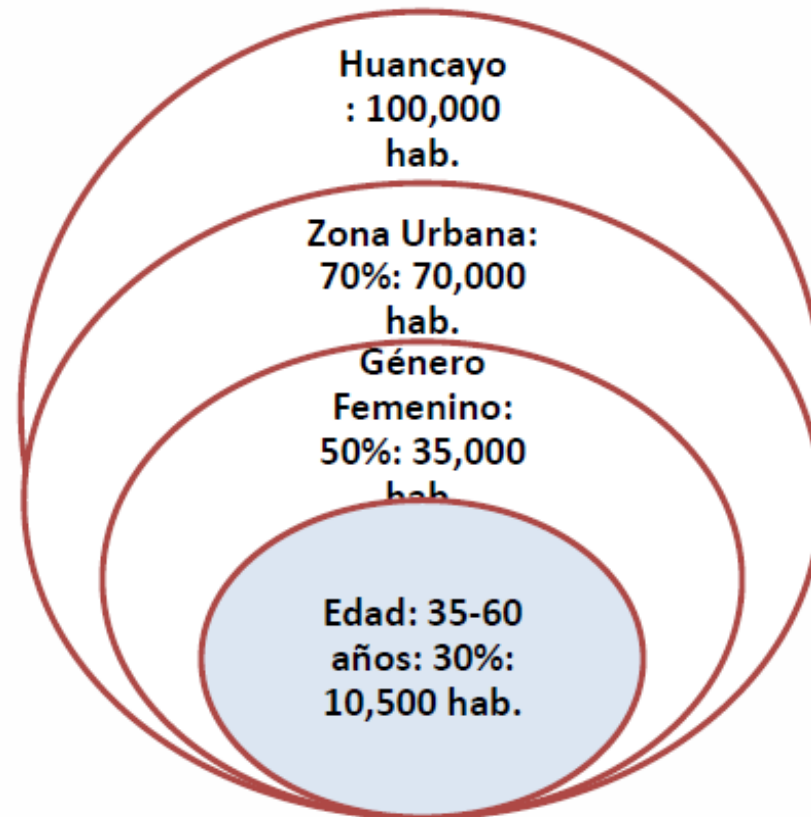 Huancayo
: 100,000
hab.
Zona Urbana:
70%: 70,000
hab.
Género
Femenino:
50%: 35,000
hab.
Edad: 35-60
años: 30%:
10,500 hab.